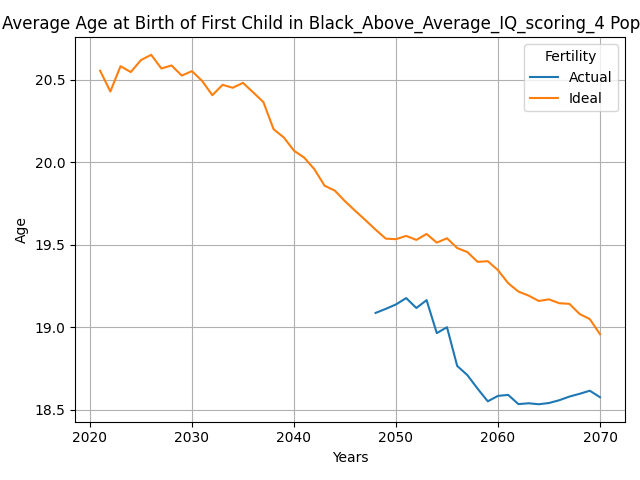 Average Age at Birth of First Child in Black_Above_Average_IQ_scoring_4 Pop
Fertility
Actual
Ideal
20.5
20.0
19.5
19.0
18.5
Age
2020 2030 2040 2050 2060 2070
Years